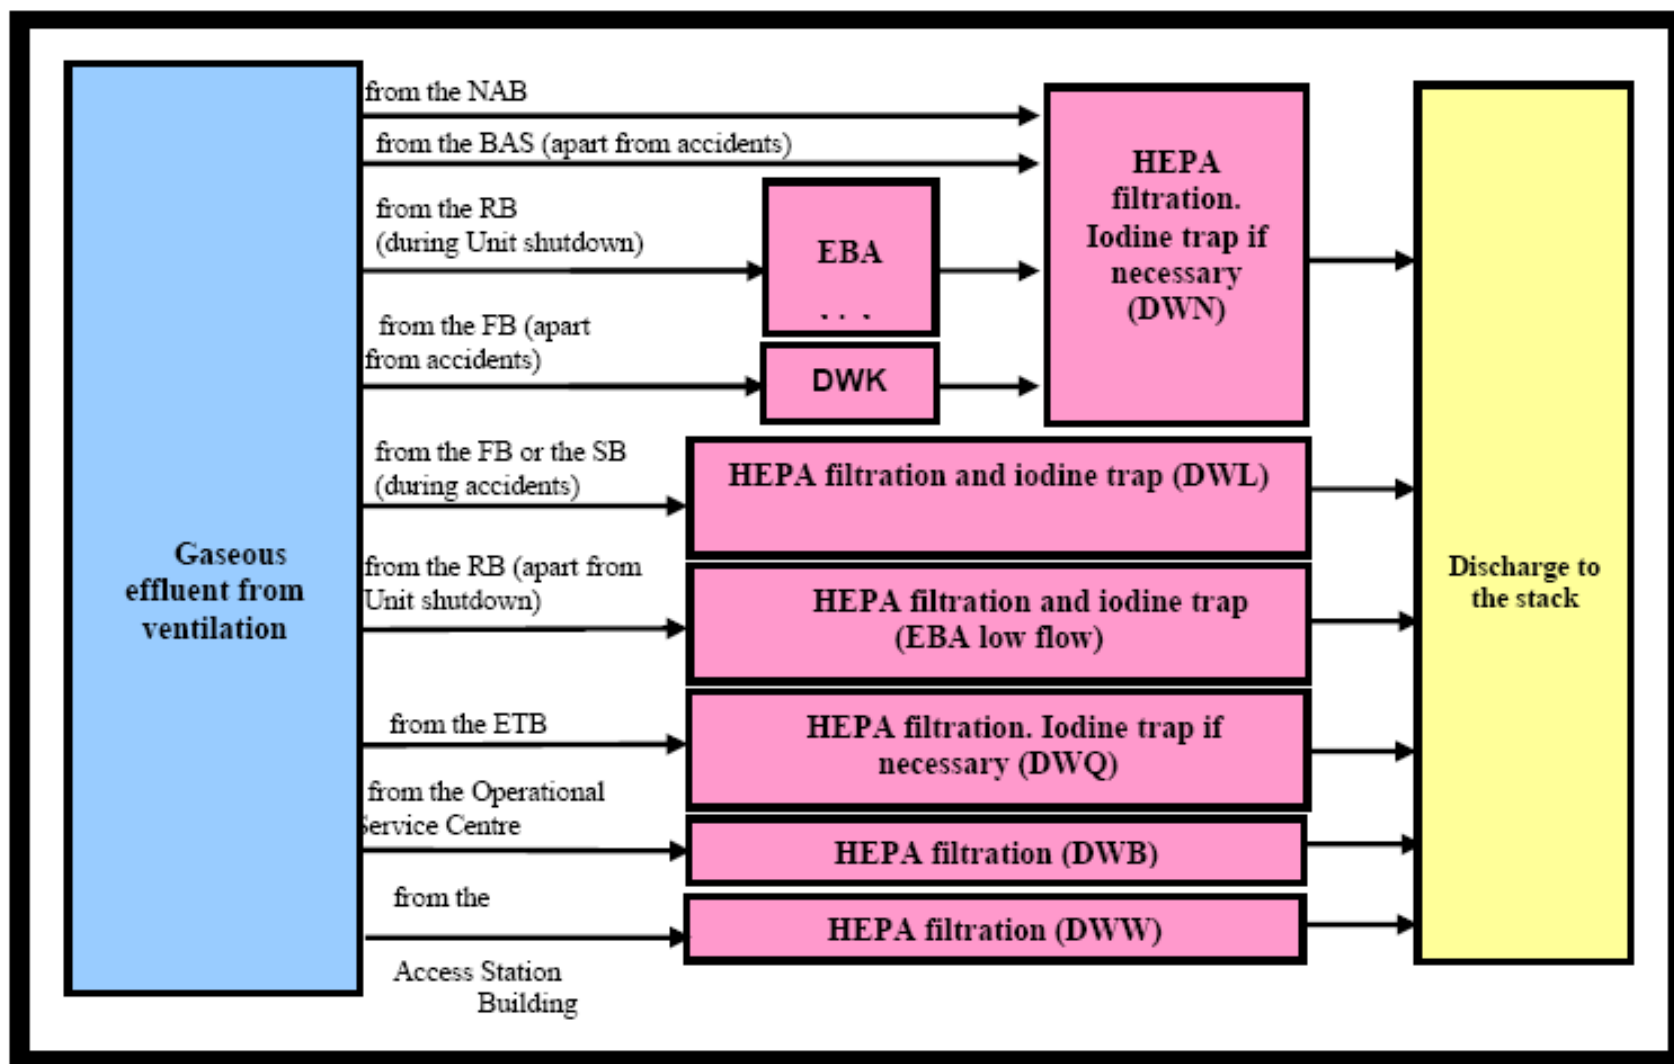 Gaseous
effluent from
ventilation
from the NAB
from the BAS (apart from accidents)
from the RB
(during Unit shutdown)
from the FB (apart
from accidents)
from the FB or the SB
(during accidents)
from the RB (apart from
Unit shutdown)
from the ETB
from the Operational
Service Centre
from the
Access Station
Building
EBA
DWK
HEPA
filtration.
Iodine trap if
necessary
(DWN)
HEPA filtration and iodine trap (DWL)
HEPA filtration and iodine trap
(EBA low flow)
HEPA filtration. Iodine trap if
necessary (DWQ)
HEPA filtration (DWB)
HEPA filtration (DWW)
Discharge to
the stack